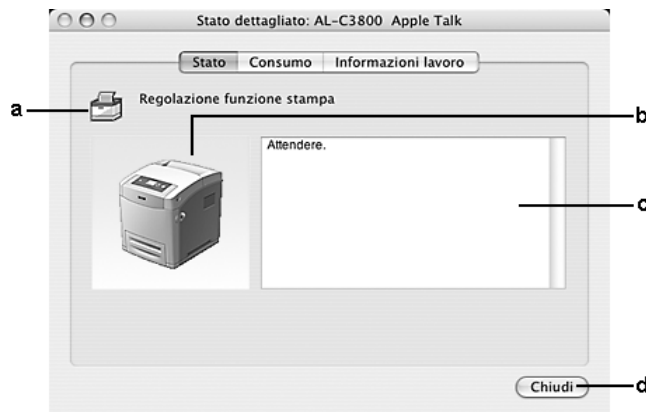 Stato dettagliato: AL-C3800 Apple Talk
Stato Consumo Informazioni lavoro
a
Regolazione funzione stampa
b
Attendere.
c
Chiudi
d